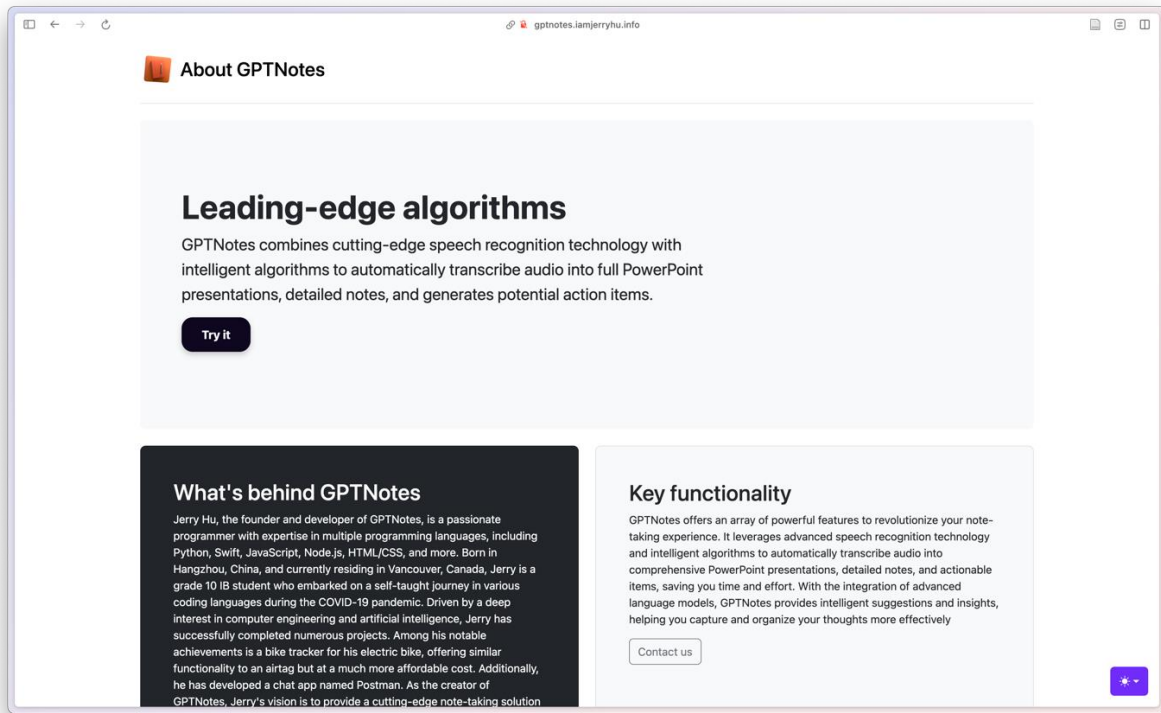 gptnotes.iamjerryhu.info
About GPTNotes
Leading-edge algorithms
GPTNotes combines cutting-edge speech recognition technology with
intelligent algorithms to automatically transcribe audio into full PowerPoint
presentations, detailed notes, and generates potential action items.
Try it
What's behind GPTNotes
Jerry Hu, the founder and developer of GPTNotes, is a passionate
programmer with expertise in multiple programming languages, including
Python, Swift, JavaScript, Node.js, HTML/CSS, and more. Born in
Hangzhou, China, and currently residing in Vancouver, Canada, Jerry is a
grade 10 IB student who embarked on a self-taught journey in various
coding languages during the COVID-19 pandemic. Driven by a deep
interest in computer engineering and artificial intelligence, Jerry has
successfully completed numerous projects. Among his notable
achievements is a bike tracker for his electric bike, offering similar
functionality to an airtag but at a much more affordable cost. Additionally,
he has developed a chat app named Postman. As the creator of
GPTNotes, Jerry's vision is to provide a cutting-edge note-taking solution
Key functionality
GPTNotes offers an array of powerful features to revolutionize your note-
taking experience. It leverages advanced speech recognition technology
and intelligent algorithms to automatically transcribe audio into
comprehensive PowerPoint presentations, detailed notes, and actionable
items, saving you time and effort. With the integration of advanced
language models, GPTNotes provides intelligent suggestions and insights,
helping you capture and organize your thoughts more effectively
Contact us